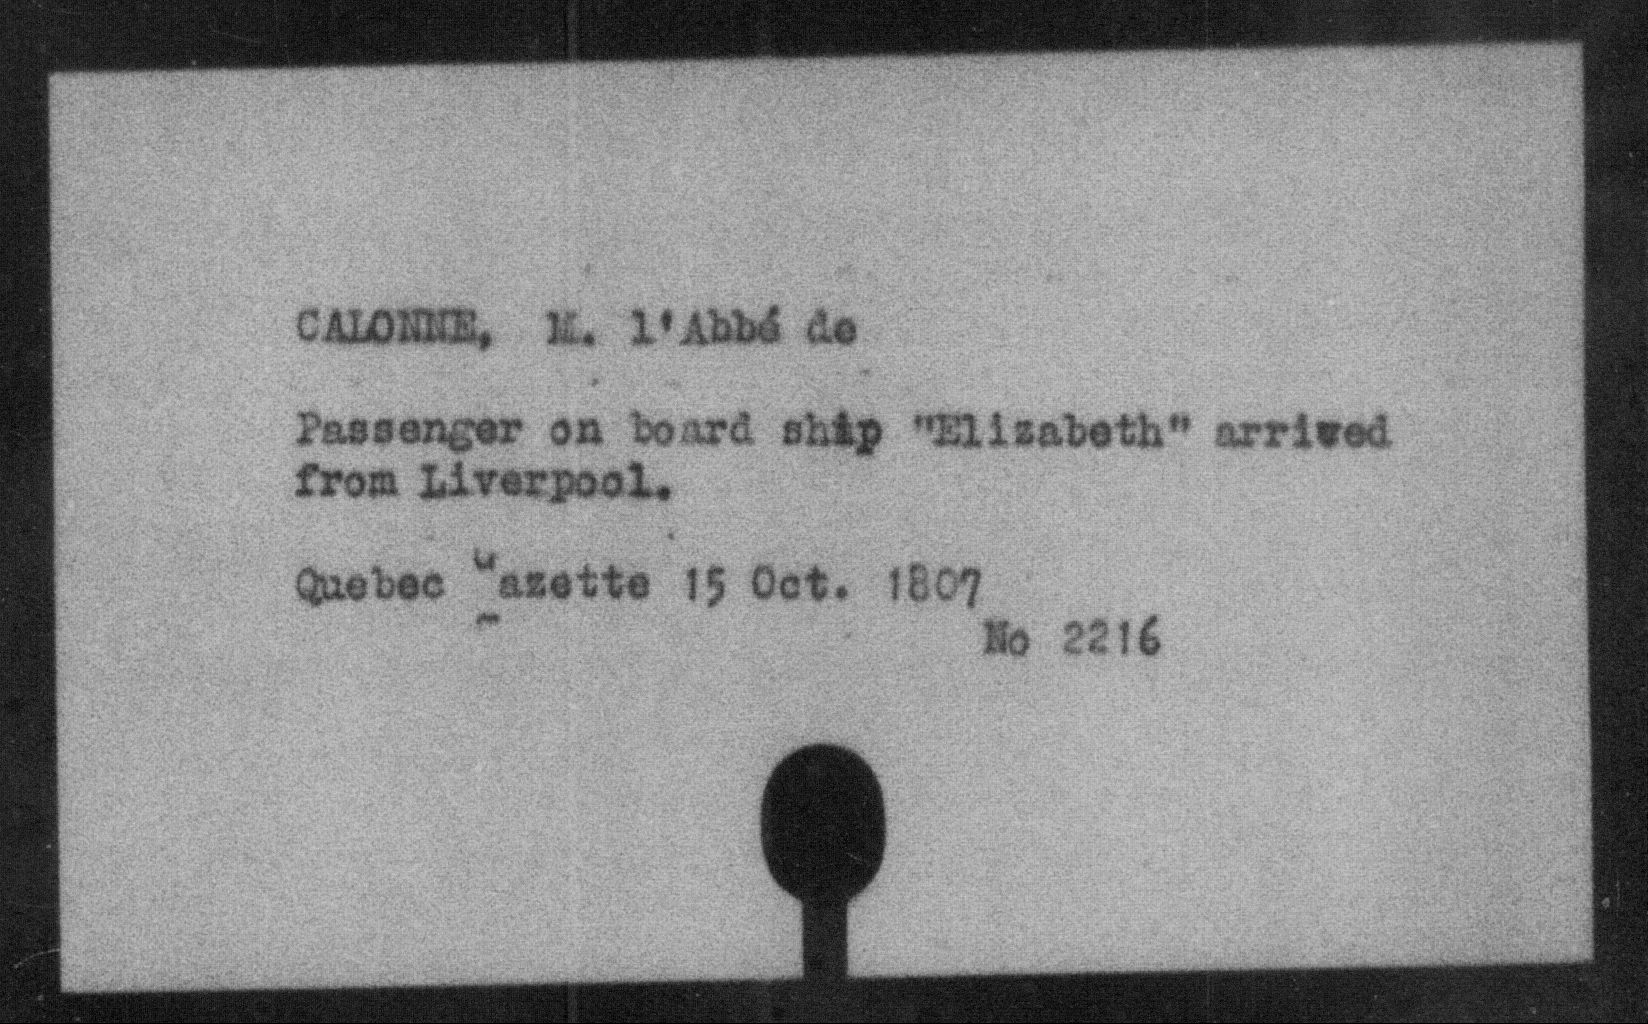 CALONNE, M. l'Abbé de
Passenger on board ship "Elizabeth" arrived
from Liverpool.
Quebec Gazette 15 Oct. 1807
No 2216